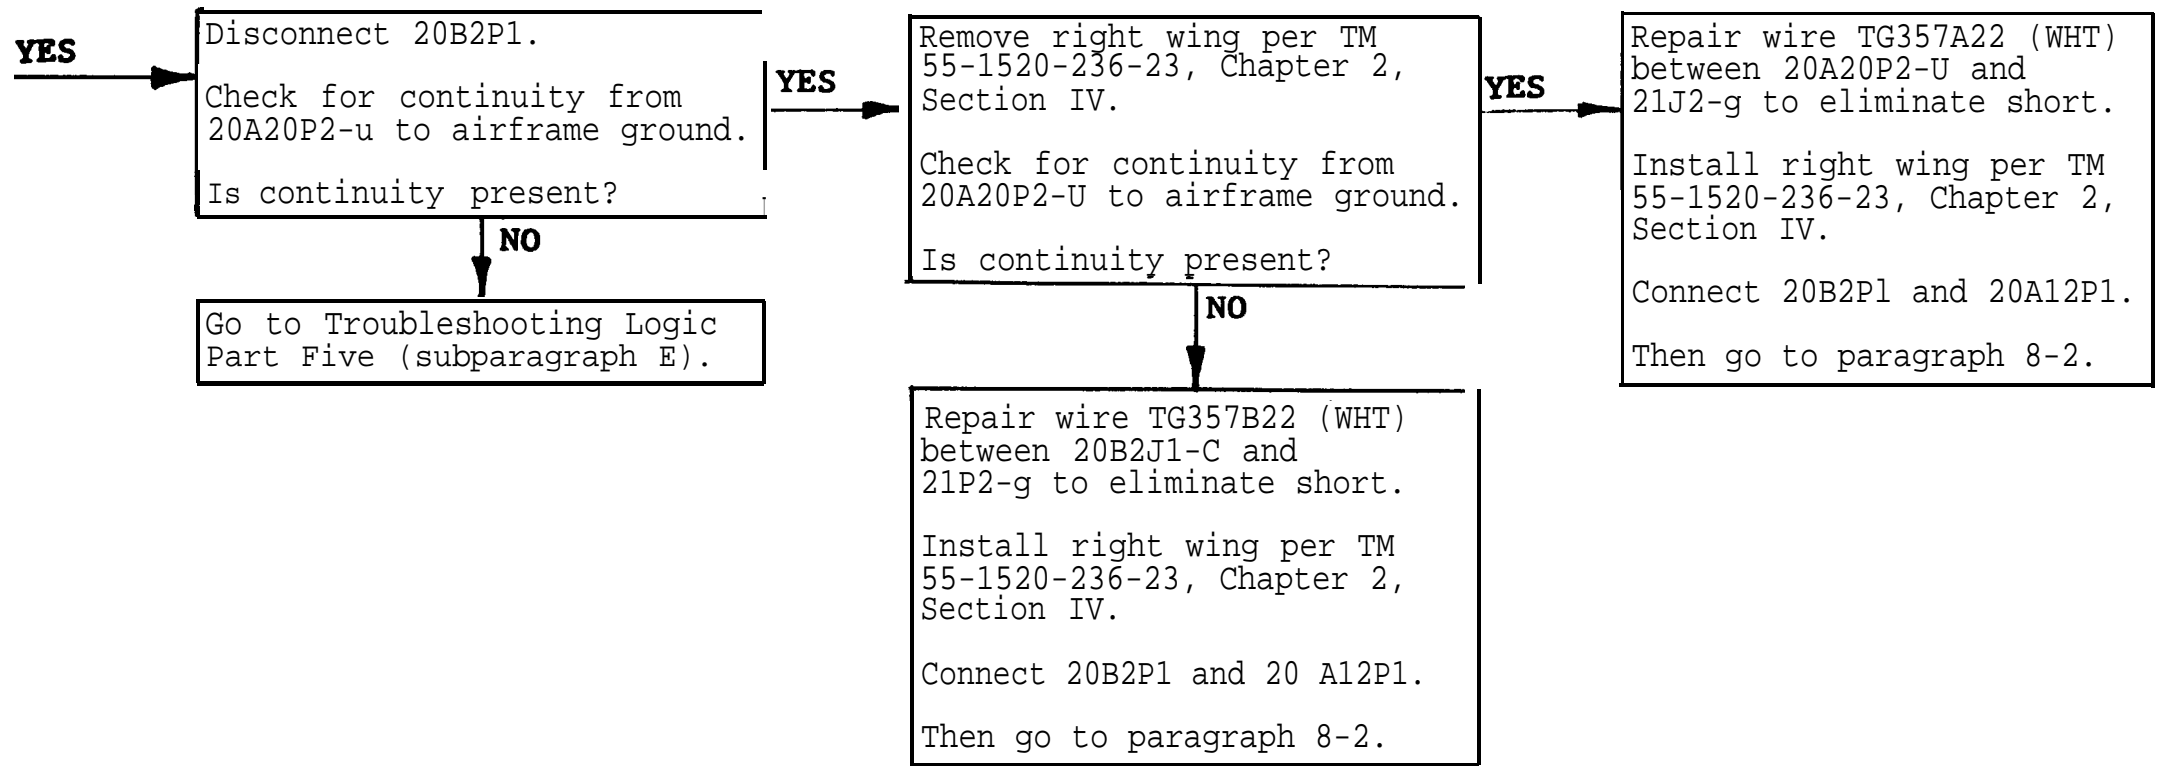 YES
Disconnect 20B2P1.
Check for continuity from
20A20P2-u to airframe ground.
Is continuity present?
NO
Go to Troubleshooting Logic
Part Five (subparagraph E).
YES
Remove right wing per TM
55-1520-236-23, Chapter 2,
Section IV.
Check for continuity from
20A20P2-U to airframe ground.
Is continuity present?
NO
Repair wire TG357B22 (WHT)
between 20B2J1-C and
21P2-g to eliminate short.
Install right wing per TM
55-1520-236-23, Chapter 2,
Section IV.
Connect 20B2P1 and 20 A12P1.
Then go to paragraph 8-2.
YES
Repair wire TG357A22 (WHT)
between 20A20P2-U and
21J2-g to eliminate short.
Install right wing per TM
55-1520-236-23, Chapter 2,
Section IV.
Connect 20B2Pl and 20A12P1.
Then go to paragraph 8-2.